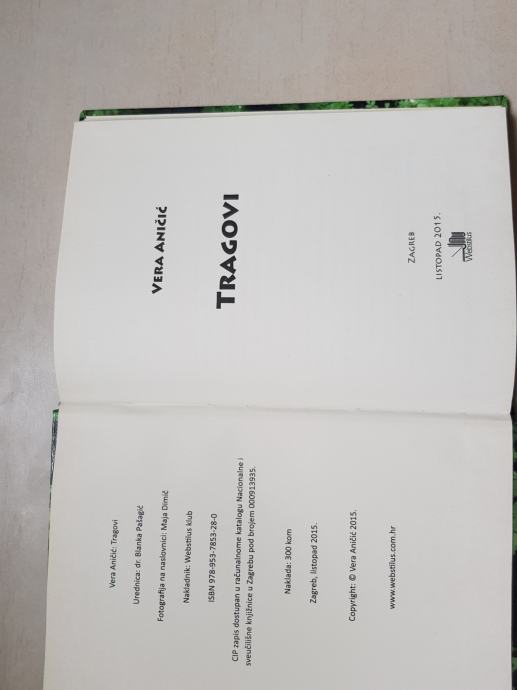 Vera Aničić: Tragovi
Urednica: dr. Blanka Pašagić
Fotografija na naslovnici: Maja Dimič
Nakladnik: Webstilus klub
ISBN 978-953-7853-28-0
CIP zapis dostupan u računalnome katalogu Nacionalne i
sveučilišne knjižnice u Zagrebu pod brojem 000913935.
Naklada: 300 kom
Zagreb, listopad 2015.
Copyright: © Vera Aničić 2015.
www.webstilus.com.hr
VERA ANIČIĆ
TRAGOVI
ZAGREB
LISTOPAD 2015.
Webstilus